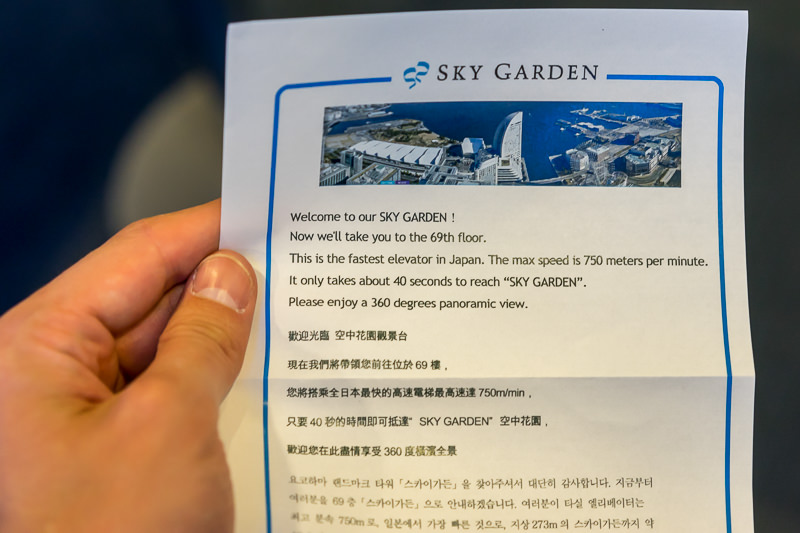 SKY GARDEN
Welcome to our SKY GARDEN !
Now we'll take you to the 69th floor.
This is the fastest elevator in Japan. The max speed is 750 meters per minute.
It only takes about 40 seconds to reach “SKY GARDEN”.
Please enjoy a 360 degrees panoramic view.
歡迎光臨 空中花園觀景台
現在我們將帶領您前往位於 69 樓，
您將搭乘全日本最快的高速電梯最高速達 750m/min，
只要 40 秒的時間即可抵達“ SKY GARDEN” 空中花園，
歡迎您在此盡情享受 360 度橫濱全景
요코하마 랜드마크 타워「스카이가든」을 찾아주셔서 대단히 감사합니다. 지금부터
여러분을 69 층「스카이가든」으로 안내하겠습니다. 여러분이 타실 엘리베이터는
최고 분속 750m 로, 일본에서 가장 빠른 것으로, 지상 273m 의 스카이가든까지 약